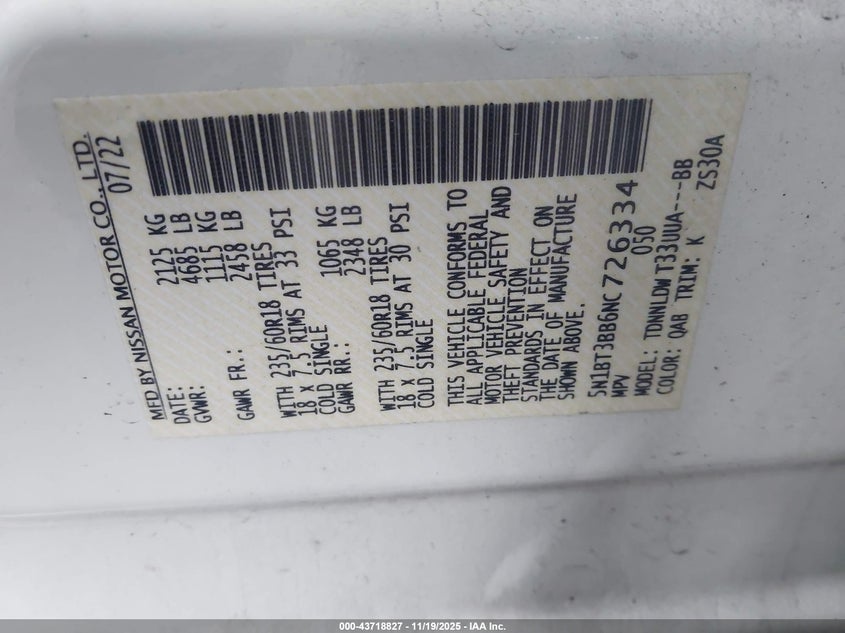 MFD BY NISSAN MOTOR CO., LTD.
DATE: 07/22
GVWR: 2125 KG
4685 LB
GAWR FR.: 1115 KG
2458 LB
WITH 235/60R18 TIRES
18 X 7.5 RIMS AT 33 PSI
COLD SINGLE
GAWR RR.: 1065 KG
2348 LB
WITH 235/60R18 TIRES
18 X 7.5 RIMS AT 30 PSI
COLD SINGLE
THIS VEHICLE CONFORMS TO
ALL APPLICABLE FEDERAL
MOTOR VEHICLE SAFETY AND
THEFT PREVENTION
STANDARDS IN EFFECT ON
THE DATE OF MANUFACTURE
SHOWN ABOVE.
5N1BT3BB6NC726334
MPV 050
MODEL: TDNNLDW T33UUA---BB
COLOR: QAB TRIM: K ZS30A
000-43718827 - 11/19/2025 - IAA Inc.